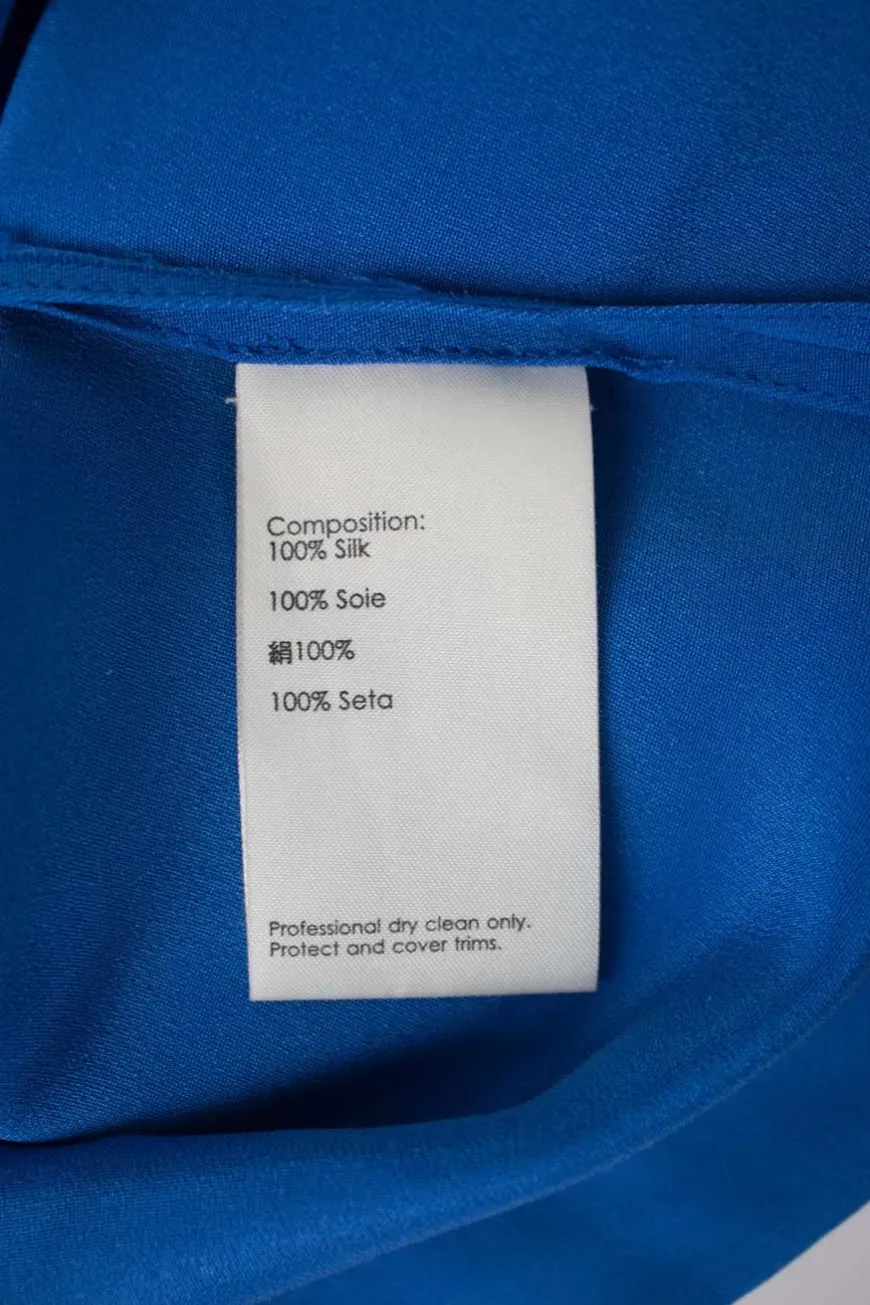 Composition:
100% Silk
100% Soie
絹100%
100% Seta
Professional dry clean only.
Protect and cover trims.